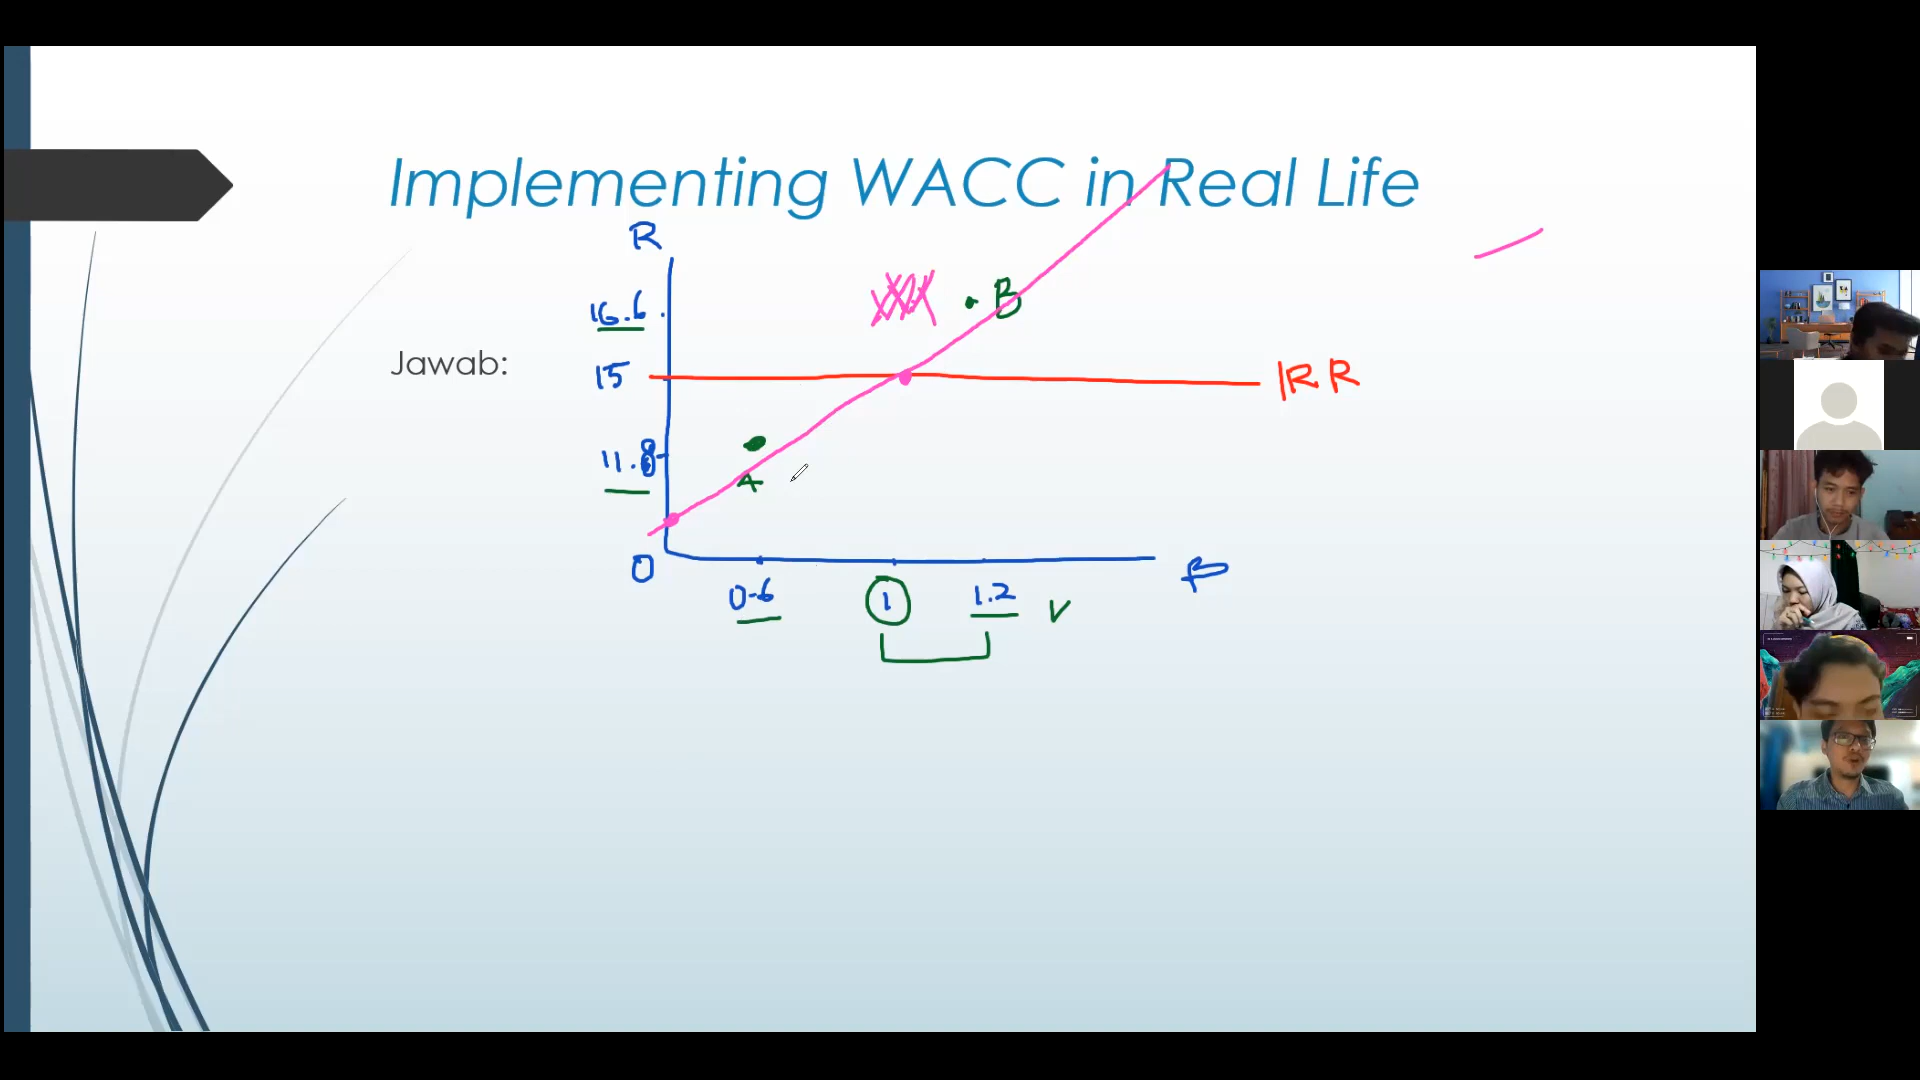 Implementing WACC in Real Life
R
16.6
Jawab:
15
IRR
11.8
B
A
0
0.6
1
1.2
β